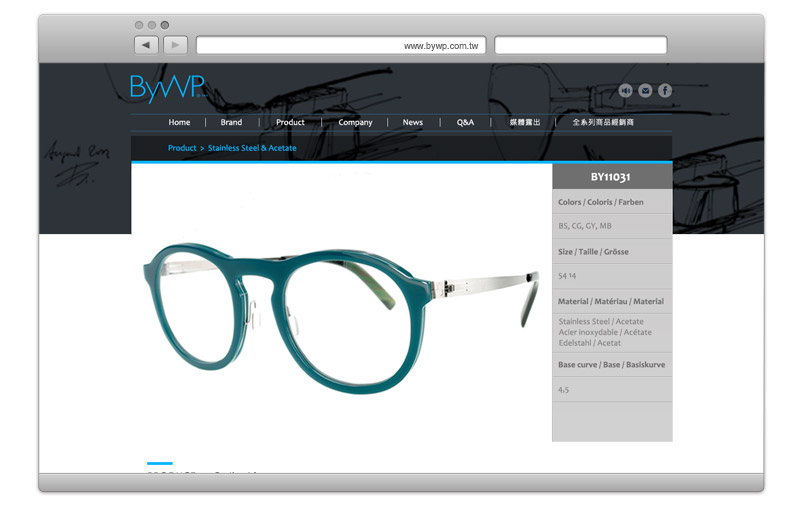 www.bywp.com.tw
ByWP
Home | Brand | Product | Company | News | Q&A | 媒體露出 | 全系列商品經銷商
Product > Stainless Steel & Acetate
BY11031
Colors / Coloris / Farben
BS, CG, GY, MB
Size / Taille / Grösse
54 14
Material / Matériau / Material
Stainless Steel / Acetate
Acier Inoxydable / Acétate
Edelstahl / Acetat
Base curve / Base / Basiskurve
4,5